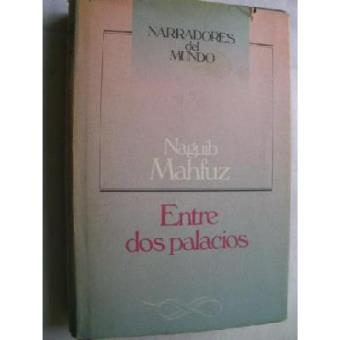 NARRADORES
del
MUNDO
Naguib
Mahfuz
Entre
dos palacios